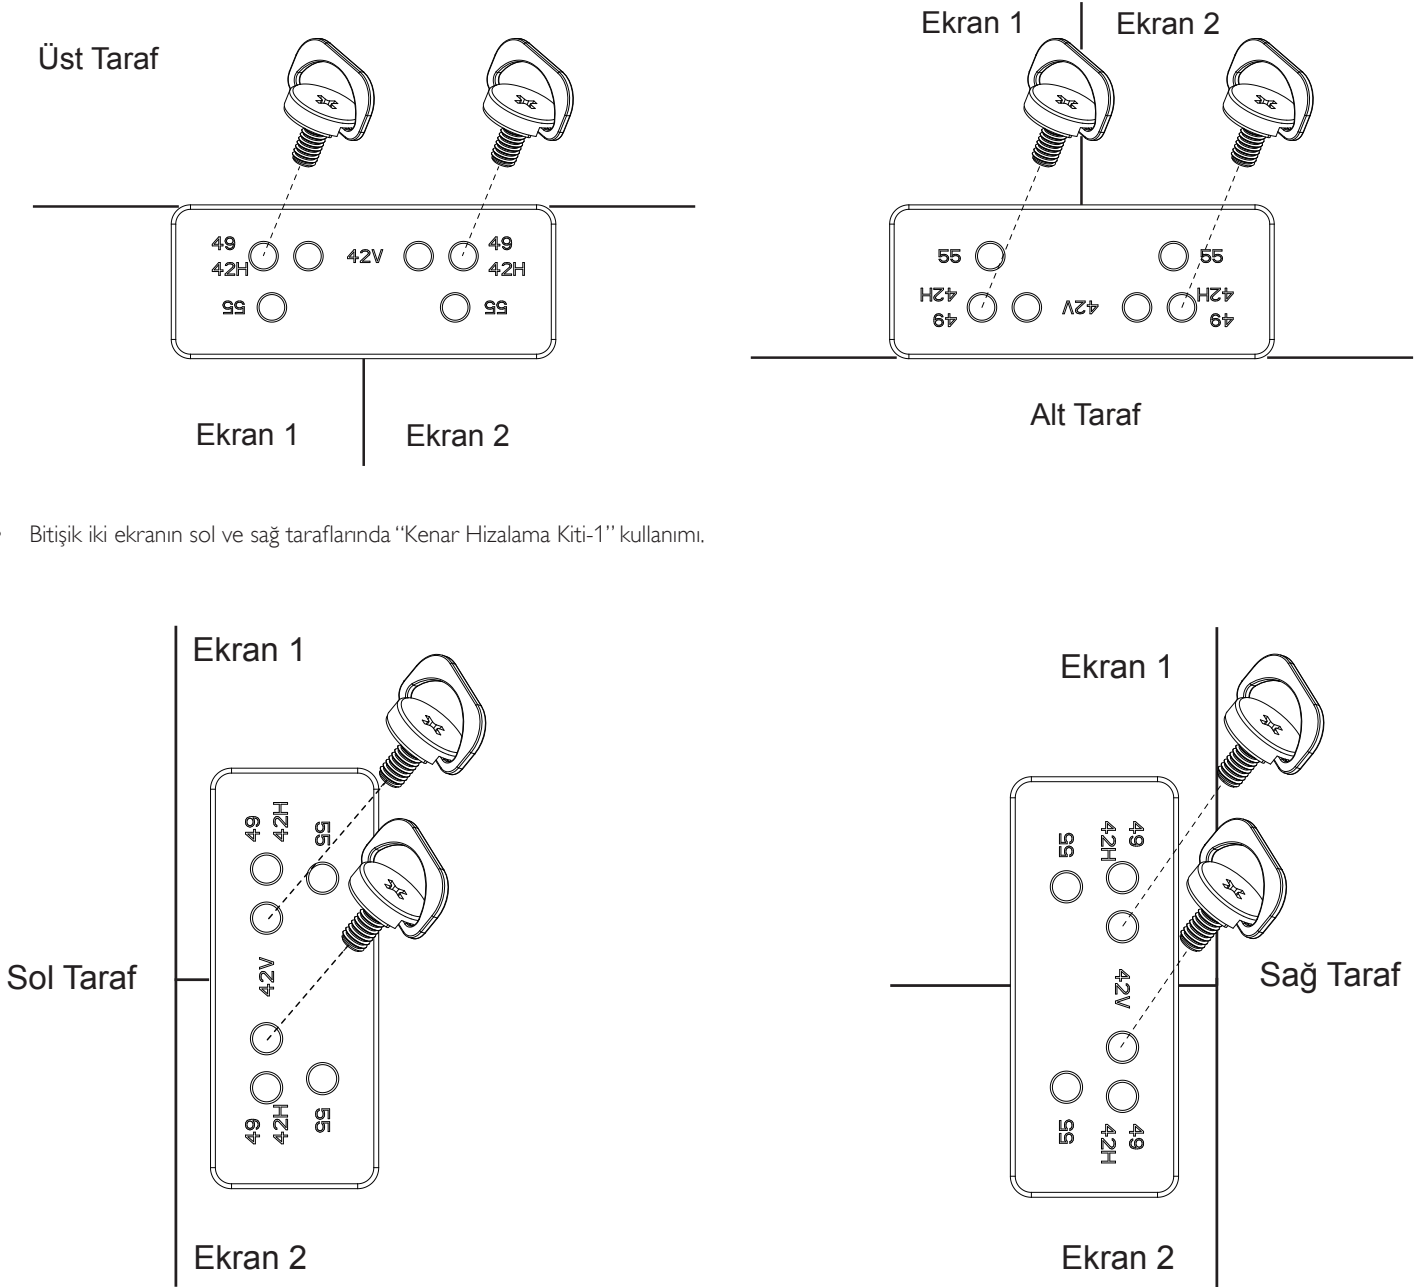 Üst Taraf
49
42H
42V
49
42H
55
55
Ekran 1
Ekran 2
Ekran 1
Ekran 2
55
55
42H
49
42V
42H
49
Alt Taraf
• Bitişik iki ekranın sol ve sağ taraflarında “Kenar Hizalama Kiti-1” kullanımı.
Ekran 1
49
42H
55
42V
Sol Taraf
49
42H
55
Ekran 2
Ekran 1
55
42H
49
42V
Sağ Taraf
55
42H
49
Ekran 2